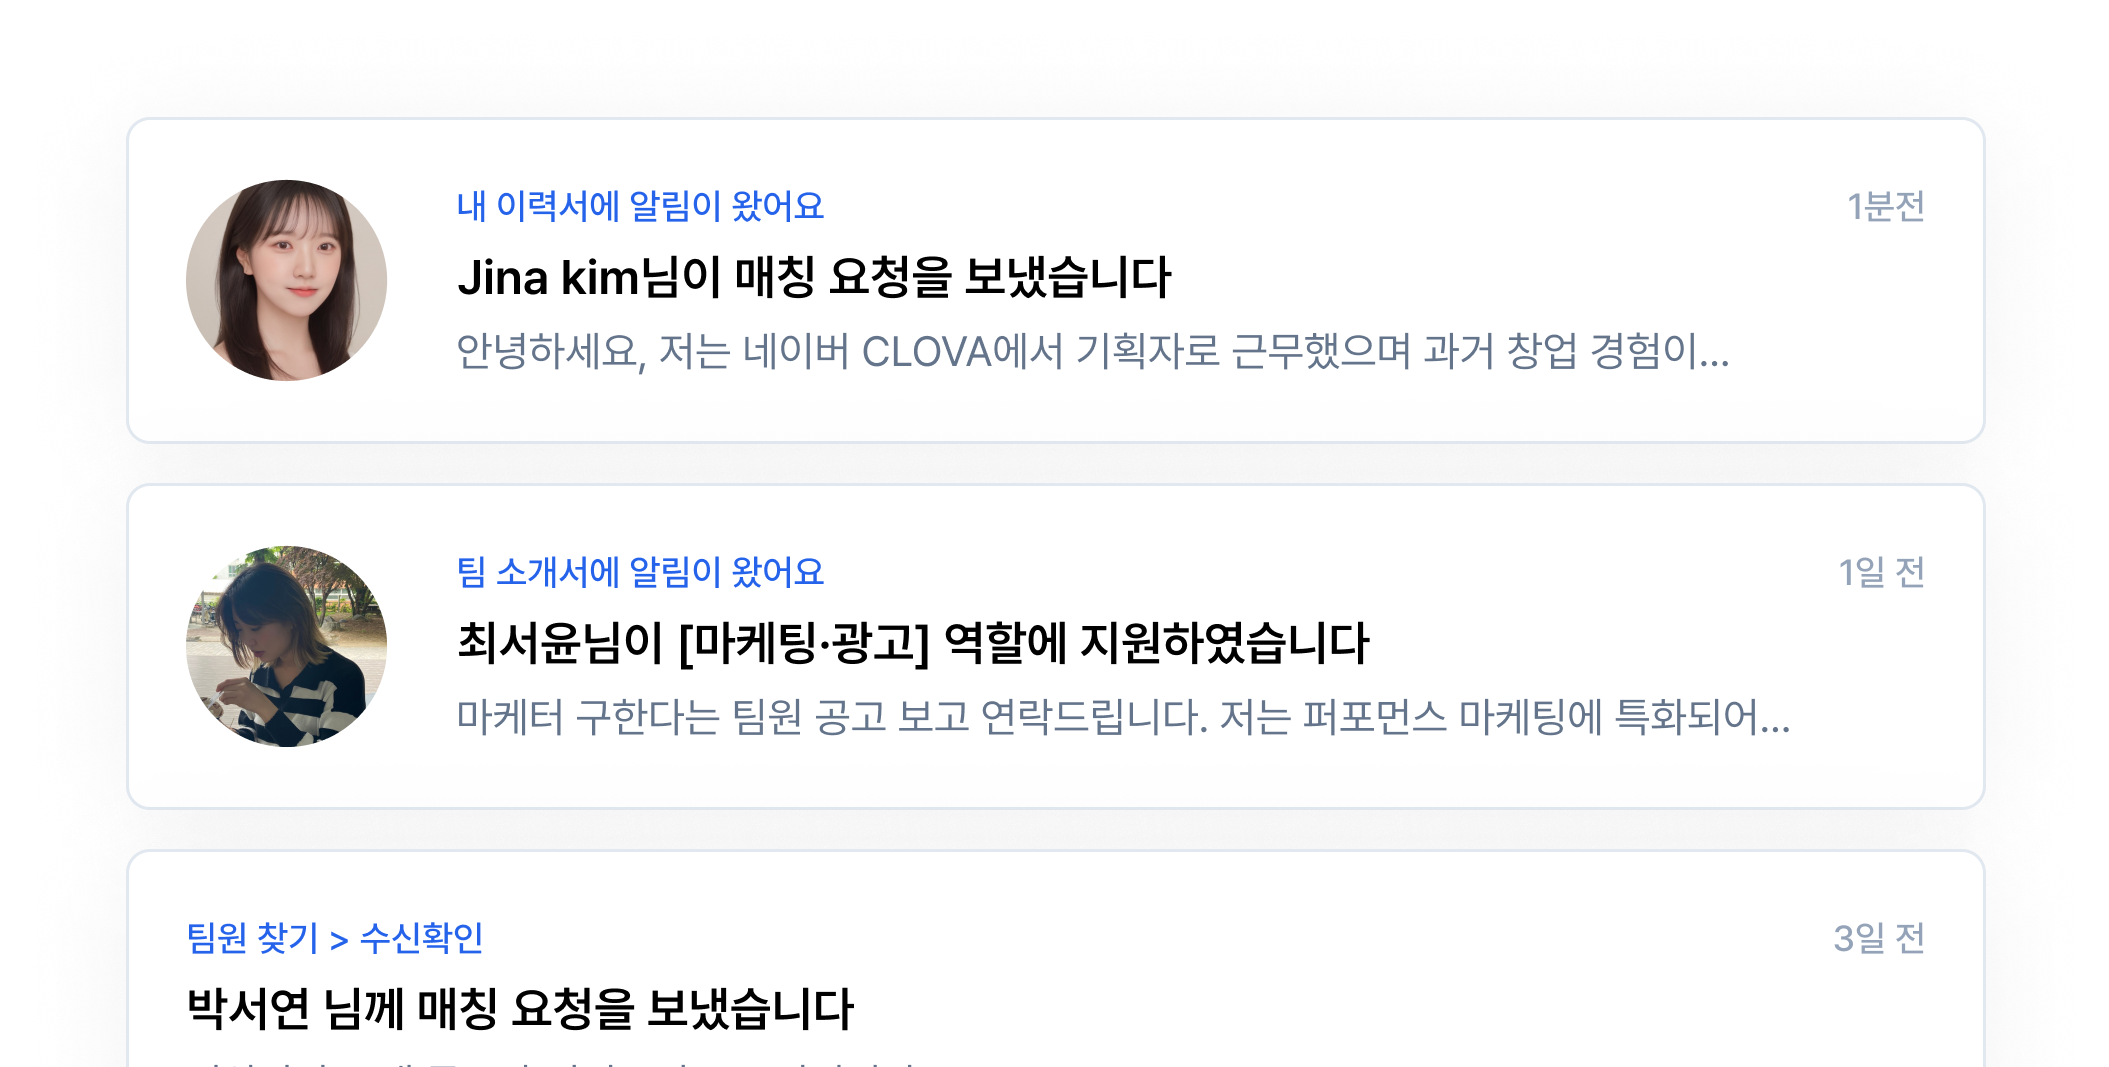 내 이력서에 알림이 왔어요
1분전
Jina kim님이 매칭 요청을 보냈습니다
안녕하세요, 저는 네이버 CLOVA에서 기획자로 근무했으며 과거 창업 경험이...
팀 소개서에 알림이 왔어요
1일 전
최서윤님이 [마케팅·광고] 역할에 지원하였습니다
마케터 구한다는 팀원 공고 보고 연락드립니다. 저는 퍼포먼스 마케팅에 특화되어...
팀원 찾기 > 수신확인
3일 전
박서연 님께 매칭 요청을 보냈습니다